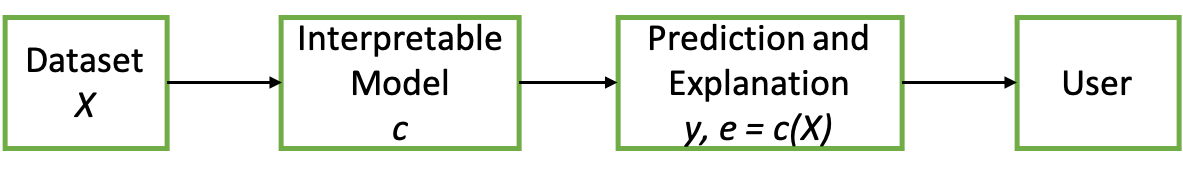 Dataset
X
Interpretable
Model
c
Prediction and
Explanation
y, e = c(X)
User